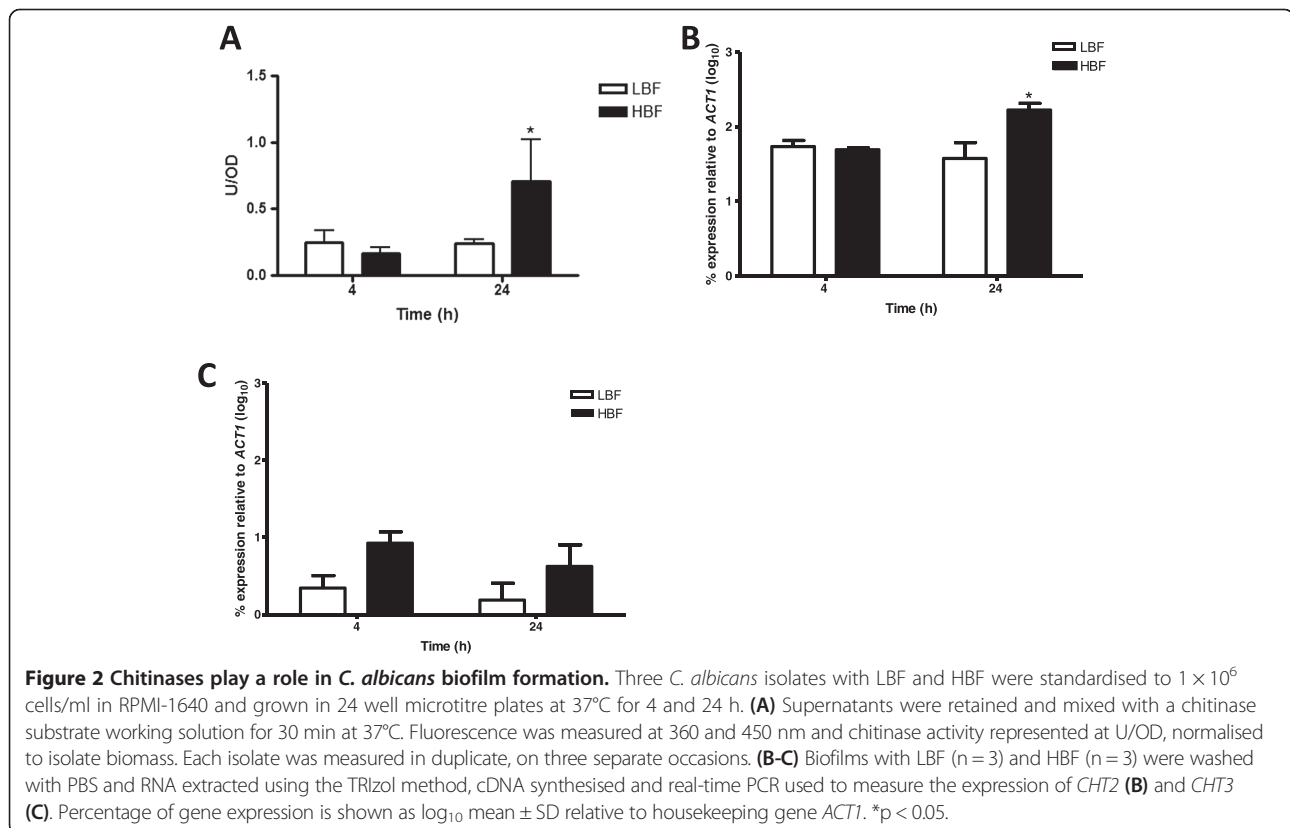 A
LBF
HBF
1.5
1.0
0.5
0.0
U/OD
*
4
24
Time (h)
B
LBF
HBF
% expression relative to ACT1 (log10)
3
2
1
0
*
4
24
Time (h)
C
LBF
HBF
% expression relative to ACT1 (log10)
3
2
1
0
4
24
Time (h)
Figure 2 Chitinases play a role in C. albicans biofilm formation. Three C. albicans isolates with LBF and HBF were standardised to 1 × 10⁶
cells/ml in RPMI-1640 and grown in 24 well microtitre plates at 37°C for 4 and 24 h. (A) Supernatants were retained and mixed with a chitinase
substrate working solution for 30 min at 37°C. Fluorescence was measured at 360 and 450 nm and chitinase activity represented at U/OD, normalised
to isolate biomass. Each isolate was measured in duplicate, on three separate occasions. (B-C) Biofilms with LBF (n = 3) and HBF (n = 3) were washed
with PBS and RNA extracted using the TRIzol method, cDNA synthesised and real-time PCR used to measure the expression of CHT2 (B) and CHT3
(C). Percentage of gene expression is shown as log₁₀ mean ± SD relative to housekeeping gene ACT1. *p < 0.05.